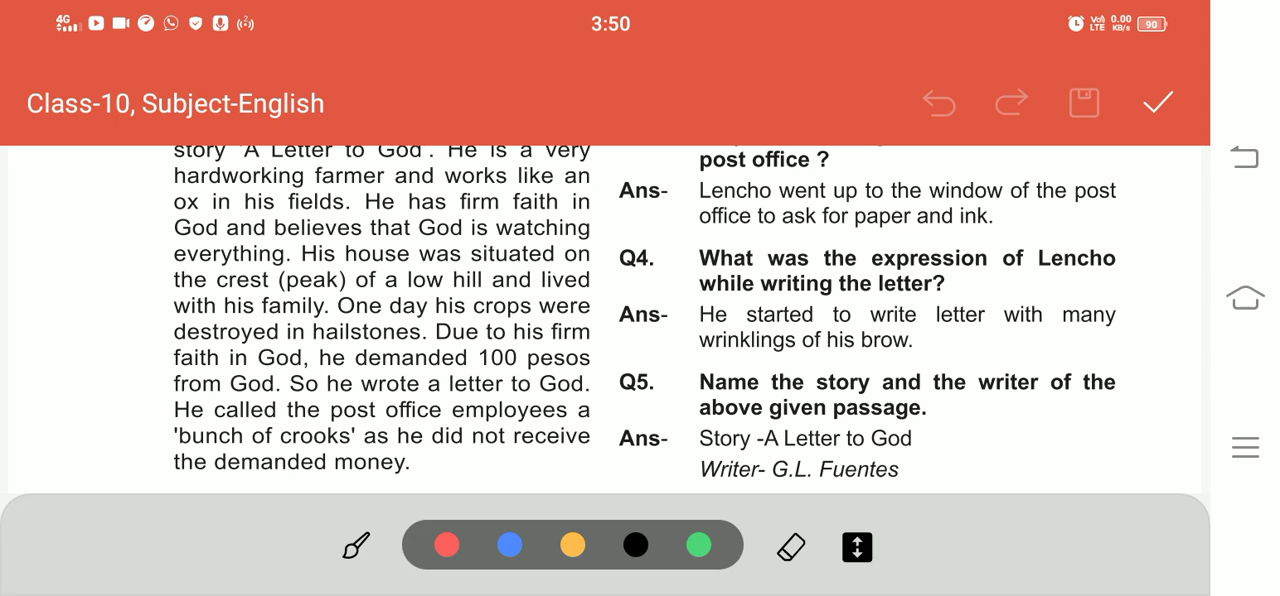 4G
3:50
Vo)) LTE
0.00 KB/s
90
Class-10, Subject-English
story 'A Letter to God'. He is a very
hardworking farmer and works like an
ox in his fields. He has firm faith in
God and believes that God is watching
everything. His house was situated on
the crest (peak) of a low hill and lived
with his family. One day his crops were
destroyed in hailstones. Due to his firm
faith in God, he demanded 100 pesos
from God. So he wrote a letter to God.
He called the post office employees a
'bunch of crooks' as he did not receive
the demanded money.
post office ?
Ans- Lencho went up to the window of the post
office to ask for paper and ink.
Q4. What was the expression of Lencho
while writing the letter?
Ans- He started to write letter with many
wrinklings of his brow.
Q5. Name the story and the writer of the
above given passage.
Ans- Story -A Letter to God
Writer- G.L. Fuentes